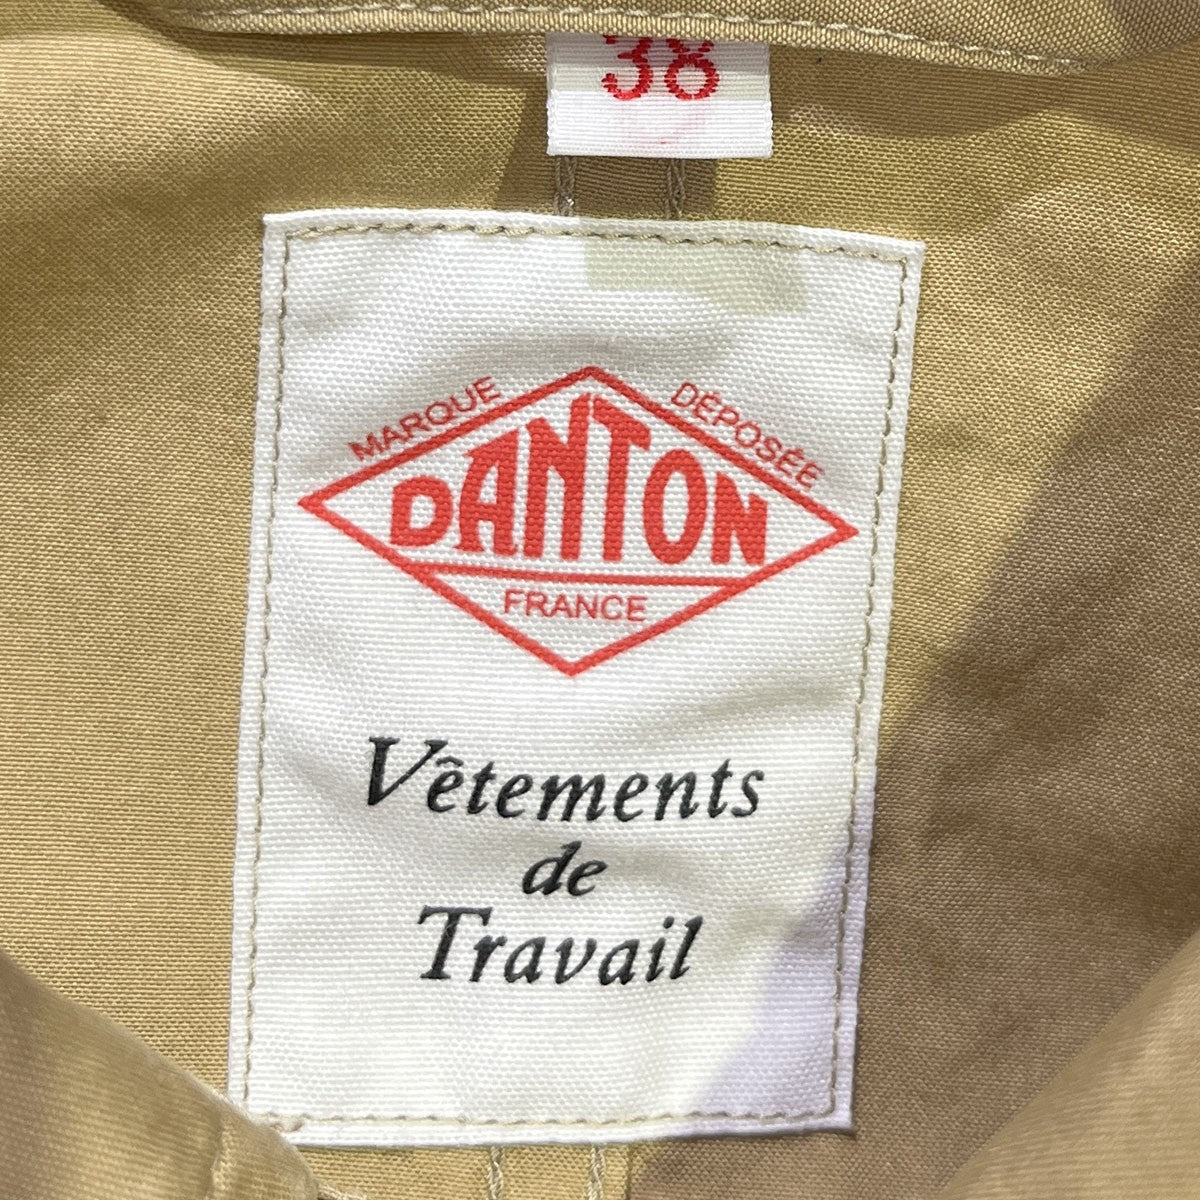 38
MARQUE DÉPOSÉE
DANTON
FRANCE
Vêtements
de
Travail